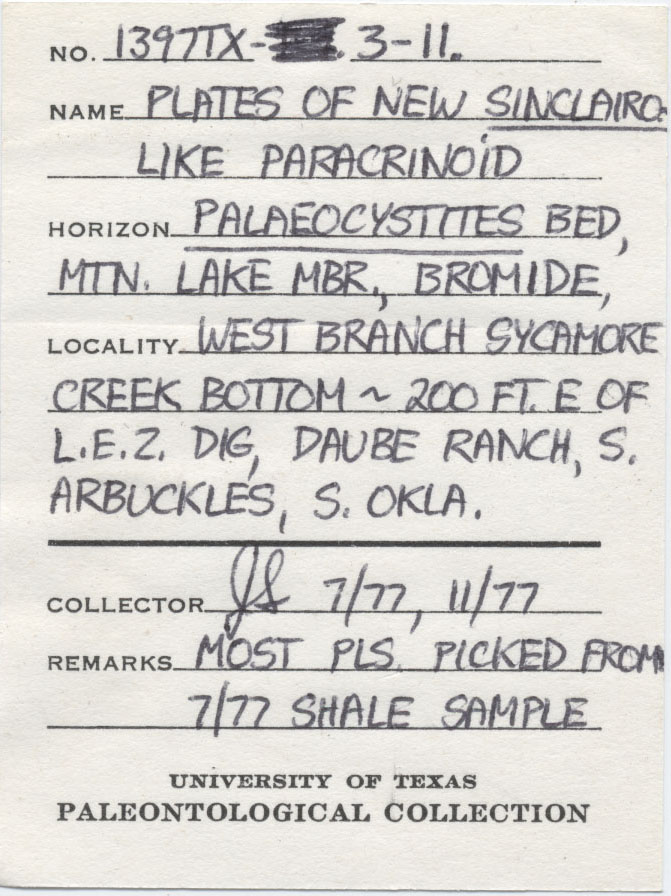 NO. 1397TX- 3-11.
NAME PLATES OF NEW SINCLAIRO-
LIKE PARACRINOID
HORIZON PALAEOCYSTITES BED,
MTN. LAKE MBR., BROMIDE,
LOCALITY WEST BRANCH SYCAMORE
CREEK BOTTOM ~ 200 FT. E OF
L.E.Z. DIG, DAUBE RANCH, S.
ARBUCKLES, S. OKLA.
COLLECTOR JS 7/77, 11/77
REMARKS MOST PLS. PICKED FROM
7/77 SHALE SAMPLE
UNIVERSITY OF TEXAS
PALEONTOLOGICAL COLLECTION